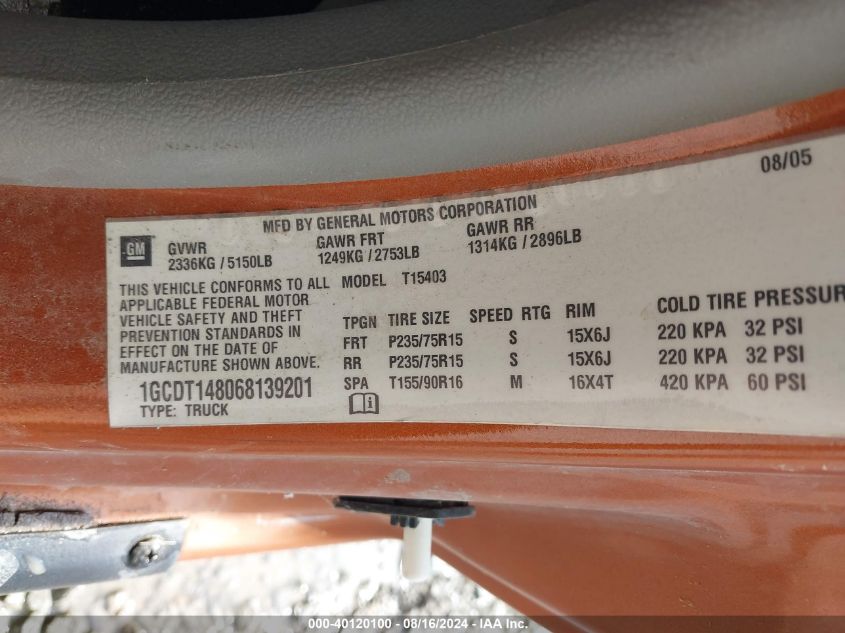 08/05
MFD BY GENERAL MOTORS CORPORATION
GM GVWR GAWR FRT GAWR RR
2336KG / 5150LB 1249KG / 2753LB 1314KG / 2896LB
THIS VEHICLE CONFORMS TO ALL MODEL T15403
APPLICABLE FEDERAL MOTOR
VEHICLE SAFETY AND THEFT
PREVENTION STANDARDS IN
EFFECT ON THE DATE OF
MANUFACTURE SHOWN ABOVE.
1GCDT148068139201
TYPE: TRUCK
TPGN TIRE SIZE SPEED RTG RIM COLD TIRE PRESSUR
FRT P235/75R15 S 15X6J 220 KPA 32 PSI
RR P235/75R15 S 15X6J 220 KPA 32 PSI
SPA T155/90R16 M 16X4T 420 KPA 60 PSI
000-40120100 - 08/16/2024 - IAA Inc.